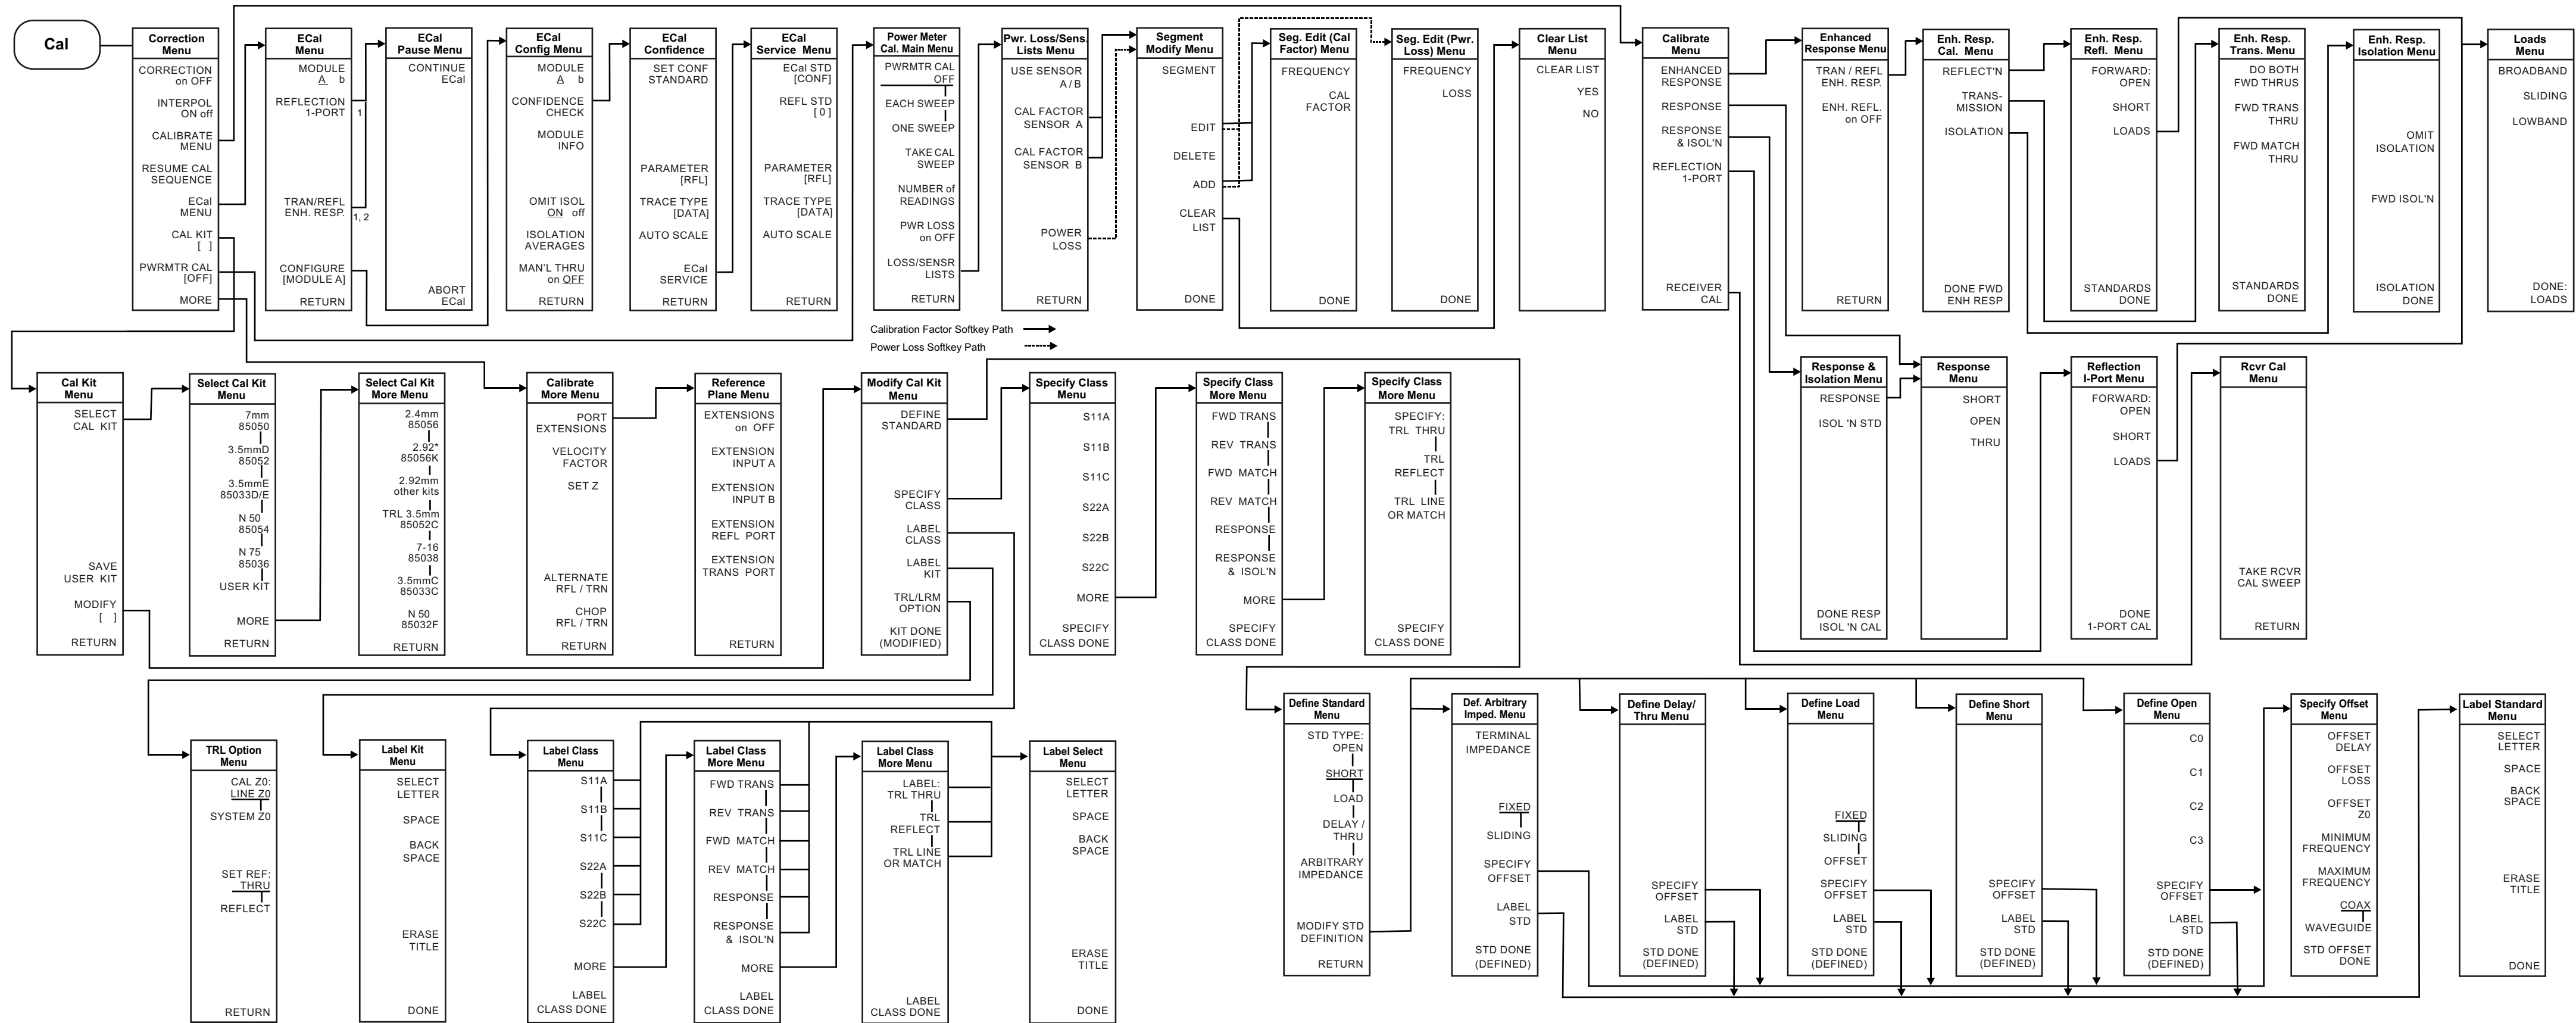 Cal
Correction
Menu
CORRECTION
on OFF
INTERPOL
ON off
CALIBRATE
MENU
RESUME CAL
SEQUENCE
ECal
MENU
CAL KIT
[ ]
PWRMTR CAL
[OFF]
MORE
ECal
Menu
MODULE
A b
REFLECTION
1-PORT
1
TRAN/REFL
ENH. RESP.
1, 2
CONFIGURE
[MODULE A]
RETURN
ECal
Pause Menu
CONTINUE
ECal
ABORT
ECal
ECal
Config Menu
MODULE
A b
CONFIDENCE
CHECK
MODULE
INFO
OMIT ISOL
ON off
ISOLATION
AVERAGES
MAN'L THRU
on OFF
RETURN
ECal
Confidence
SET CONF
STANDARD
PARAMETER
[RFL]
TRACE TYPE
[DATA]
AUTO SCALE
ECal
SERVICE
RETURN
ECal
Service Menu
ECal STD
[CONF]
REFL STD
[ 0 ]
PARAMETER
[RFL]
TRACE TYPE
[DATA]
AUTO SCALE
RETURN
Power Meter
Cal. Main Menu
PWRMTR CAL
OFF
EACH SWEEP
ONE SWEEP
TAKE CAL
SWEEP
NUMBER of
READINGS
PWR LOSS
on OFF
LOSS/SENSR
LISTS
RETURN
Pwr. Loss/Sens.
Lists Menu
USE SENSOR
A / B
CAL FACTOR
SENSOR A
CAL FACTOR
SENSOR B
POWER
LOSS
RETURN
Segment
Modify Menu
SEGMENT
EDIT
DELETE
ADD
CLEAR
LIST
DONE
Seg. Edit (Cal
Factor) Menu
FREQUENCY
CAL
FACTOR
DONE
Seg. Edit (Pwr.
Loss) Menu
FREQUENCY
LOSS
DONE
Clear List
Menu
CLEAR LIST
YES
NO
Calibrate
Menu
ENHANCED
RESPONSE
RESPONSE
RESPONSE
& ISOL'N
REFLECTION
1-PORT
RECEIVER
CAL
Enhanced
Response Menu
TRAN / REFL
ENH. RESP.
ENH. REFL.
on OFF
RETURN
Enh. Resp.
Cal. Menu
REFLECT'N
TRANS-
MISSION
ISOLATION
DONE FWD
ENH RESP
Enh. Resp.
Refl. Menu
FORWARD:
OPEN
SHORT
LOADS
STANDARDS
DONE
Enh. Resp.
Trans. Menu
DO BOTH
FWD THRUS
FWD TRANS
THRU
FWD MATCH
THRU
STANDARDS
DONE
Enh. Resp.
Isolation Menu
OMIT
ISOLATION
FWD ISOL'N
ISOLATION
DONE
Loads
Menu
BROADBAND
SLIDING
LOWBAND
DONE:
LOADS
Calibration Factor Softkey Path
Power Loss Softkey Path
Cal Kit
Menu
SELECT
CAL KIT
SAVE
USER KIT
MODIFY
[ ]
RETURN
Select Cal Kit
Menu
7mm
85050
3.5mmD
85052
3.5mmE
85033D/E
N 50
85054
N 75
85036
USER KIT
MORE
RETURN
Select Cal Kit
More Menu
2.4mm
85056
2.92*
85056K
2.92mm
other kits
TRL 3.5mm
85052C
7-16
85038
3.5mmC
85033C
N 50
85032F
RETURN
Calibrate
More Menu
PORT
EXTENSIONS
VELOCITY
FACTOR
SET Z
ALTERNATE
RFL / TRN
CHOP
RFL / TRN
RETURN
Reference
Plane Menu
EXTENSIONS
on OFF
EXTENSION
INPUT A
EXTENSION
INPUT B
EXTENSION
REFL PORT
EXTENSION
TRANS PORT
RETURN
Modify Cal Kit
Menu
DEFINE
STANDARD
SPECIFY
CLASS
LABEL
CLASS
LABEL
KIT
TRL/LRM
OPTION
KIT DONE
(MODIFIED)
Specify Class
Menu
S11A
S11B
S11C
S22A
S22B
S22C
MORE
SPECIFY
CLASS DONE
Specify Class
More Menu
FWD TRANS
REV TRANS
FWD MATCH
REV MATCH
RESPONSE
RESPONSE
& ISOL'N
MORE
SPECIFY
CLASS DONE
Specify Class
More Menu
SPECIFY:
TRL THRU
TRL
REFLECT
TRL LINE
OR MATCH
SPECIFY
CLASS DONE
Response &
Isolation Menu
RESPONSE
ISOL 'N STD
DONE RESP
ISOL 'N CAL
Response
Menu
SHORT
OPEN
THRU
Reflection
I-Port Menu
FORWARD:
OPEN
SHORT
LOADS
DONE
1-PORT CAL
Rcvr Cal
Menu
TAKE RCVR
CAL SWEEP
RETURN
TRL Option
Menu
CAL Z0:
LINE Z0
SYSTEM Z0
SET REF:
THRU
REFLECT
RETURN
Label Kit
Menu
SELECT
LETTER
SPACE
BACK
SPACE
ERASE
TITLE
DONE
Label Class
Menu
S11A
S11B
S11C
S22A
S22B
S22C
MORE
LABEL
CLASS DONE
Label Class
More Menu
FWD TRANS
REV TRANS
FWD MATCH
REV MATCH
RESPONSE
RESPONSE
& ISOL'N
MORE
LABEL
CLASS DONE
Label Class
More Menu
LABEL:
TRL THRU
TRL
REFLECT
TRL LINE
OR MATCH
LABEL
CLASS DONE
Label Select
Menu
SELECT
LETTER
SPACE
BACK
SPACE
ERASE
TITLE
DONE
Define Standard
Menu
STD TYPE:
OPEN
SHORT
LOAD
DELAY /
THRU
ARBITRARY
IMPEDANCE
MODIFY STD
DEFINITION
RETURN
Def. Arbitrary
Imped. Menu
TERMINAL
IMPEDANCE
FIXED
SLIDING
SPECIFY
OFFSET
LABEL
STD
STD DONE
(DEFINED)
Define Delay/
Thru Menu
SPECIFY
OFFSET
LABEL
STD
STD DONE
(DEFINED)
Define Load
Menu
FIXED
SLIDING
OFFSET
SPECIFY
OFFSET
LABEL
STD
STD DONE
(DEFINED)
Define Short
Menu
SPECIFY
OFFSET
LABEL
STD
STD DONE
(DEFINED)
Define Open
Menu
C0
C1
C2
C3
SPECIFY
OFFSET
LABEL
STD
STD DONE
(DEFINED)
Specify Offset
Menu
OFFSET
DELAY
OFFSET
LOSS
OFFSET
Z0
MINIMUM
FREQUENCY
MAXIMUM
FREQUENCY
COAX
WAVEGUIDE
STD OFFSET
DONE
Label Standard
Menu
SELECT
LETTER
SPACE
BACK
SPACE
ERASE
TITLE
DONE